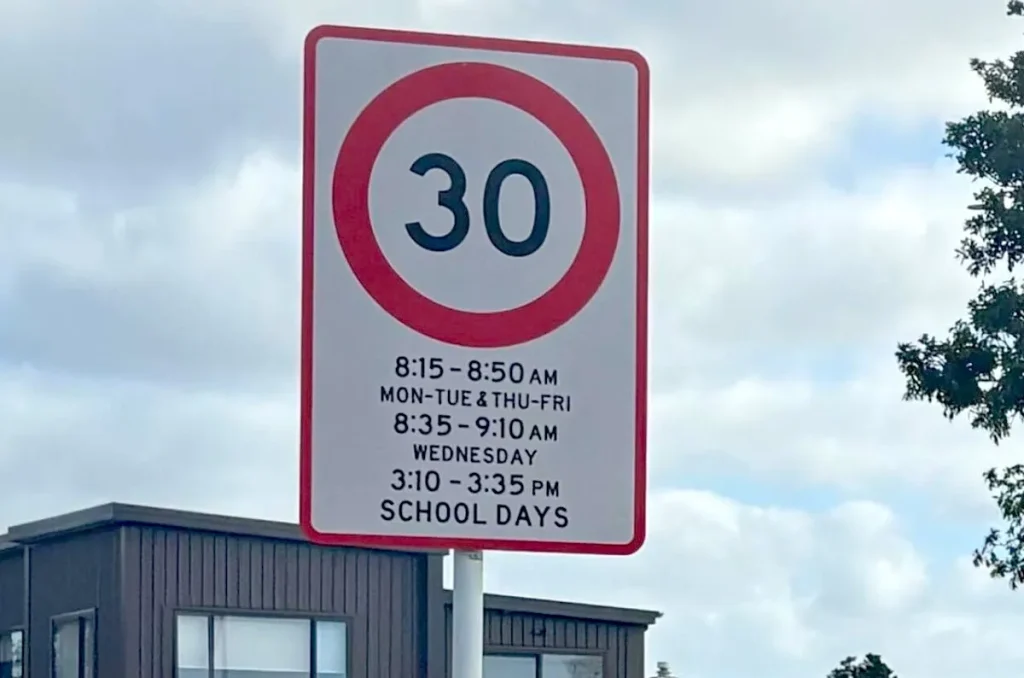 30
8:15 – 8:50 AM
MON-TUE & THU-FRI
8:35 – 9:10 AM
WEDNESDAY
3:10 – 3:35 PM
SCHOOL DAYS